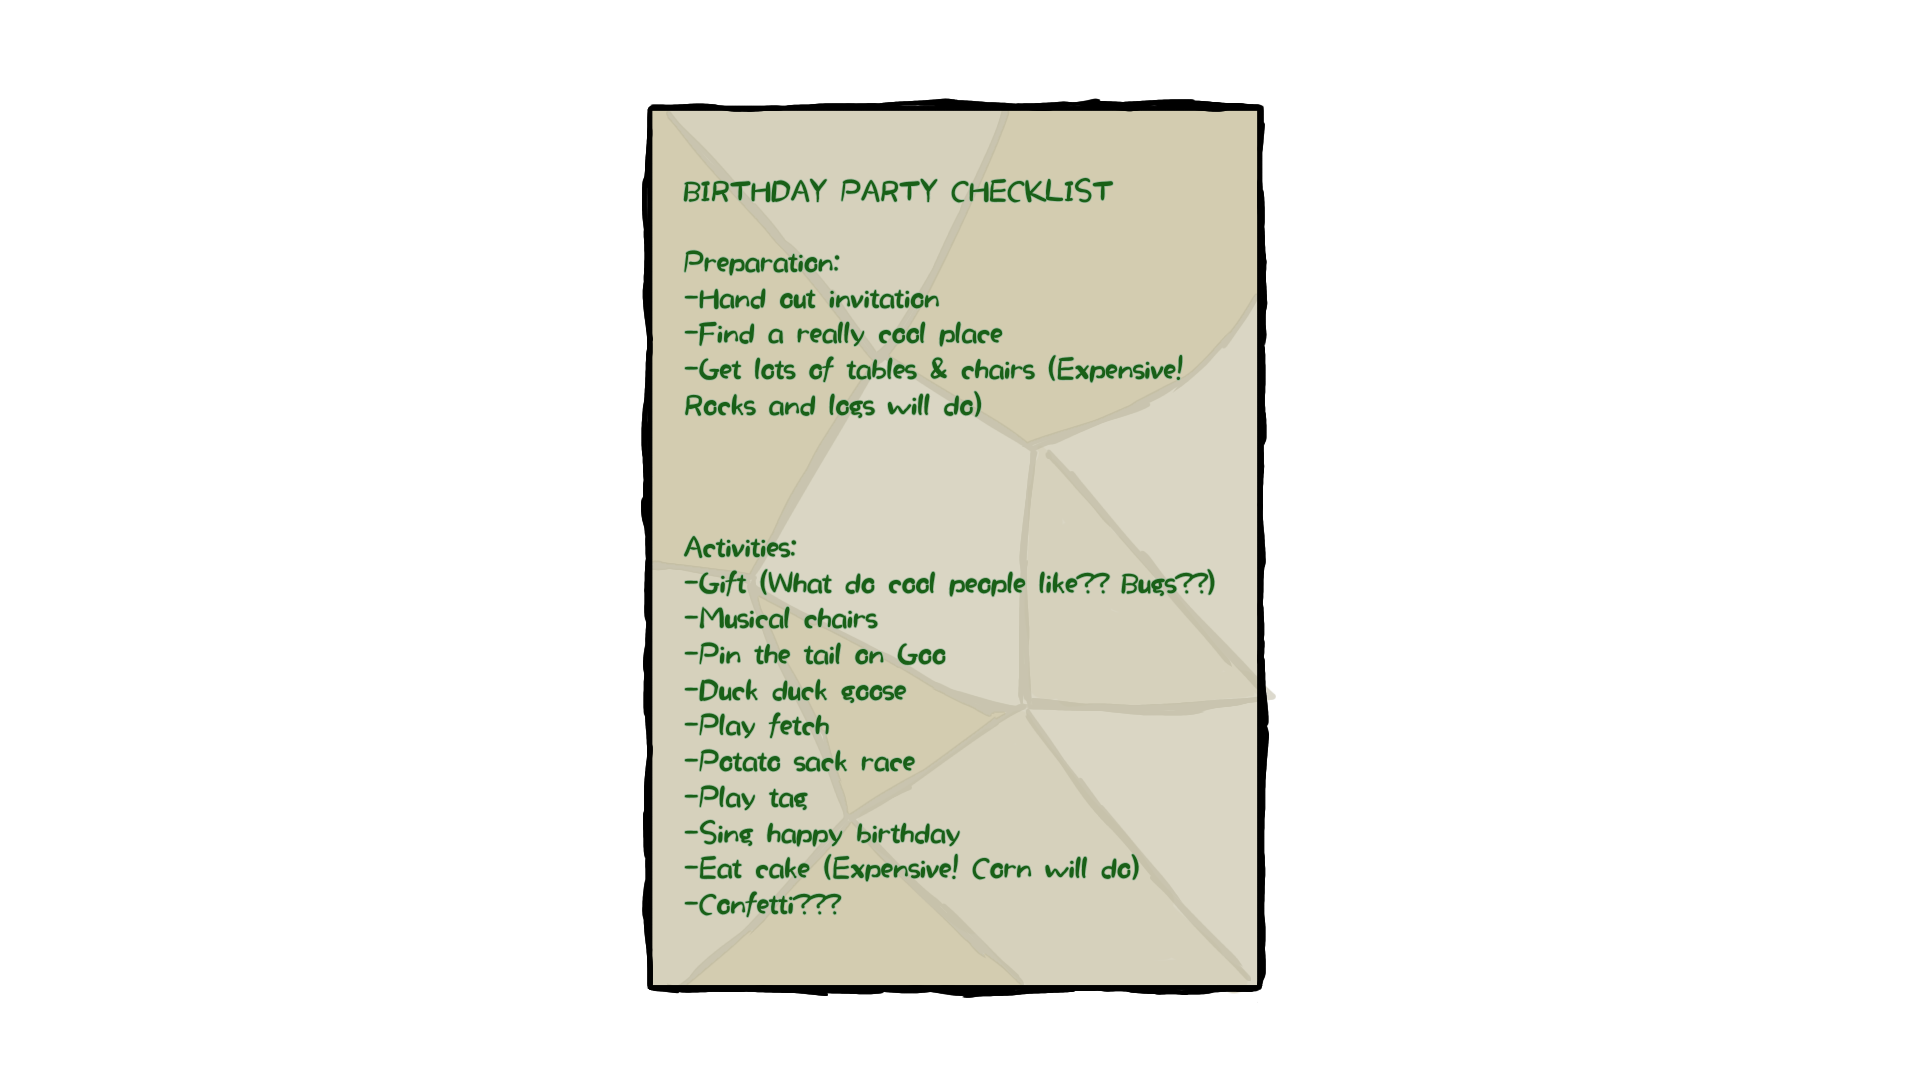 BIRTHDAY PARTY CHECKLIST
Preparation:
-Hand out invitation
-Find a really cool place
-Get lots of tables & chairs (Expensive!
Rocks and logs will do)
Activities:
-Gift (What do cool people like?? Bugs??)
-Musical chairs
-Pin the tail on Goo
-Duck duck goose
-Play fetch
-Potato sack race
-Play tag
-Sing happy birthday
-Eat cake (Expensive! Corn will do)
-Confetti???